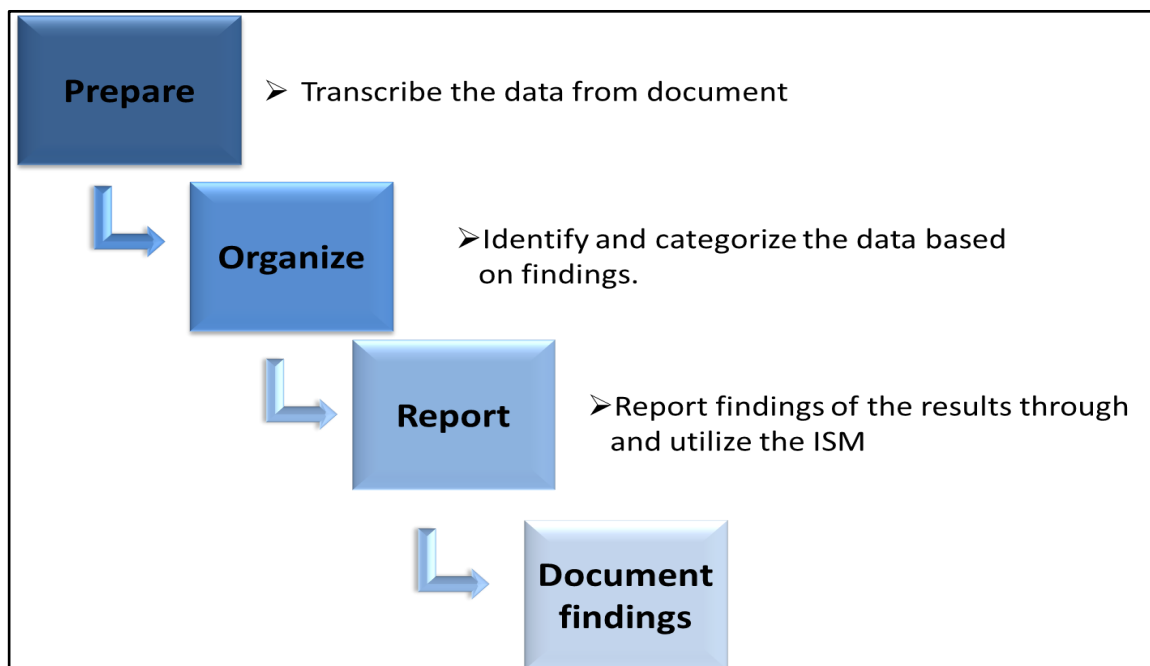 Prepare
➢ Transcribe the data from document
Organize
➢Identify and categorize the data based
on findings.
Report
➢Report findings of the results through
and utilize the ISM
Document
findings